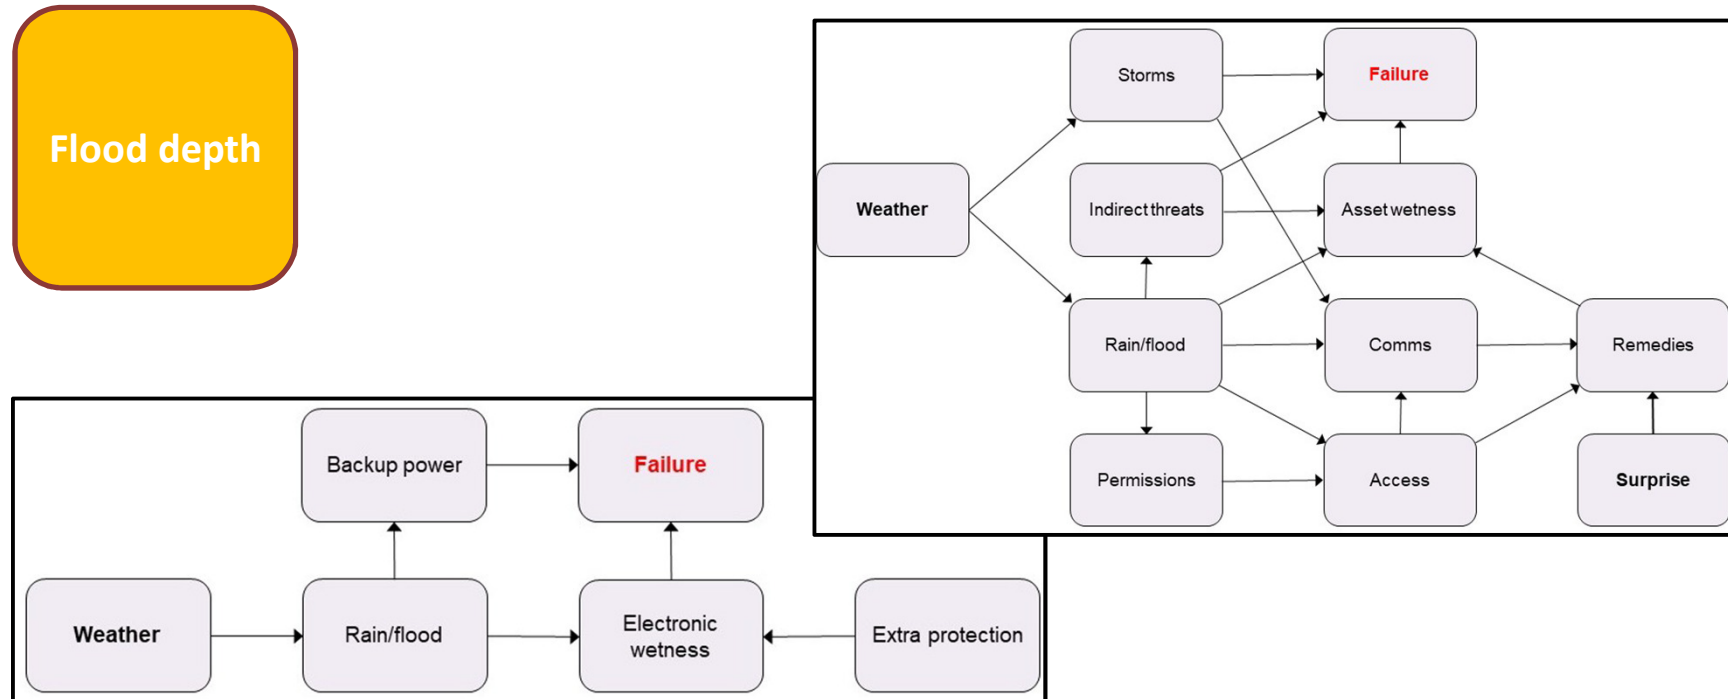 Flood depth
Storms
Failure
Weather
Indirect threats
Asset wetness
Rain/flood
Comms
Remedies
Permissions
Access
Surprise
Backup power
Failure
Weather
Rain/flood
Electronic
wetness
Extra protection